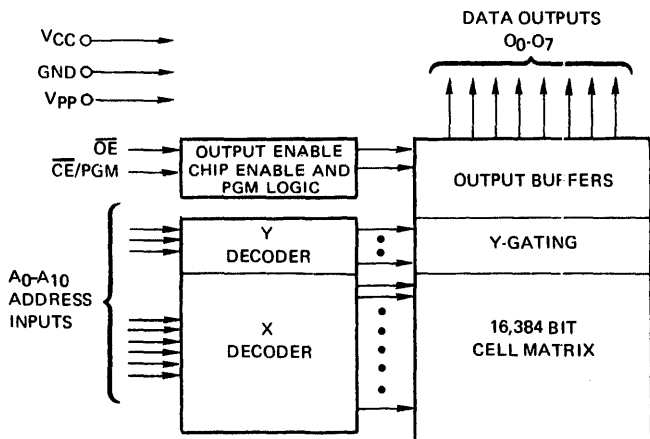 DATA OUTPUTS
O0-O7
VCC
GND
VPP
OE
CE/PGM
OUTPUT ENABLE
CHIP ENABLE AND
PGM LOGIC
OUTPUT BUFFERS
Y
DECODER
Y-GATING
A0-A10
ADDRESS
INPUTS
X
DECODER
16,384 BIT
CELL MATRIX